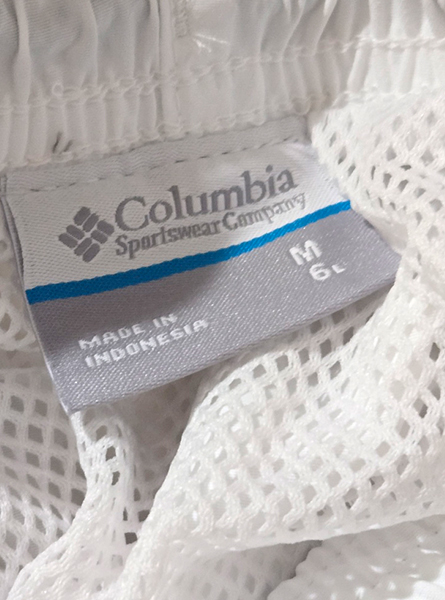 Columbia
Sportswear Company
M
6L
MADE IN
INDONESIA